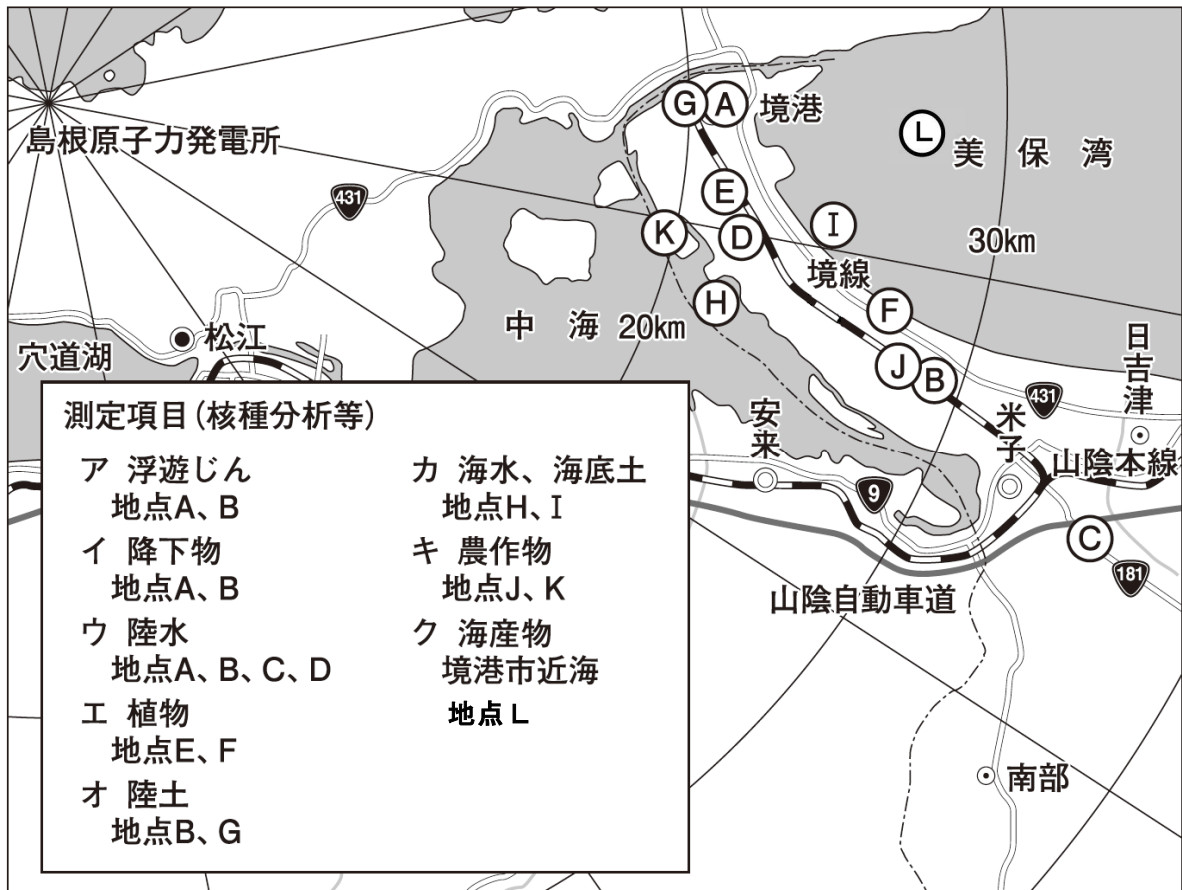 島根原子力発電所
431
G
A
境港
L
美保湾
E
K
D
I
30km
境線
H
F
中海
20km
松江
宍道湖
J
B
日吉津
431
米子
安来
山陰本線
9
C
181
山陰自動車道
南部
測定項目（核種分析等）
ア 浮遊じん
地点A、B
イ 降下物
地点A、B
ウ 陸水
地点A、B、C、D
エ 植物
地点E、F
オ 陸土
地点B、G
カ 海水、海底土
地点H、I
キ 農作物
地点J、K
ク 海産物
境港市近海
地点L